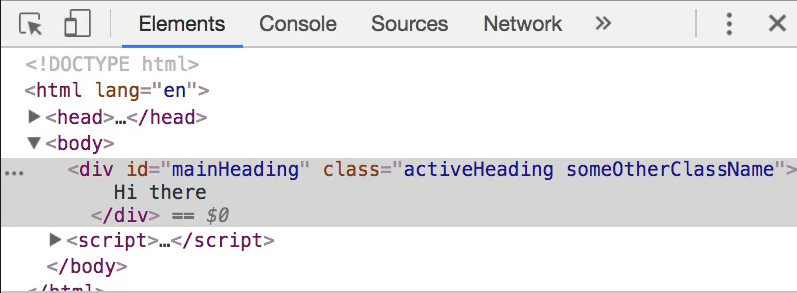 Elements Console Sources Network »
<!DOCTYPE html>
<html lang="en">
▶<head>…</head>
▼<body>
… <div id="mainHeading" class="activeHeading someOtherClassName">
Hi there
</div> == $0
▶<script>…</script>
</body>
</html>